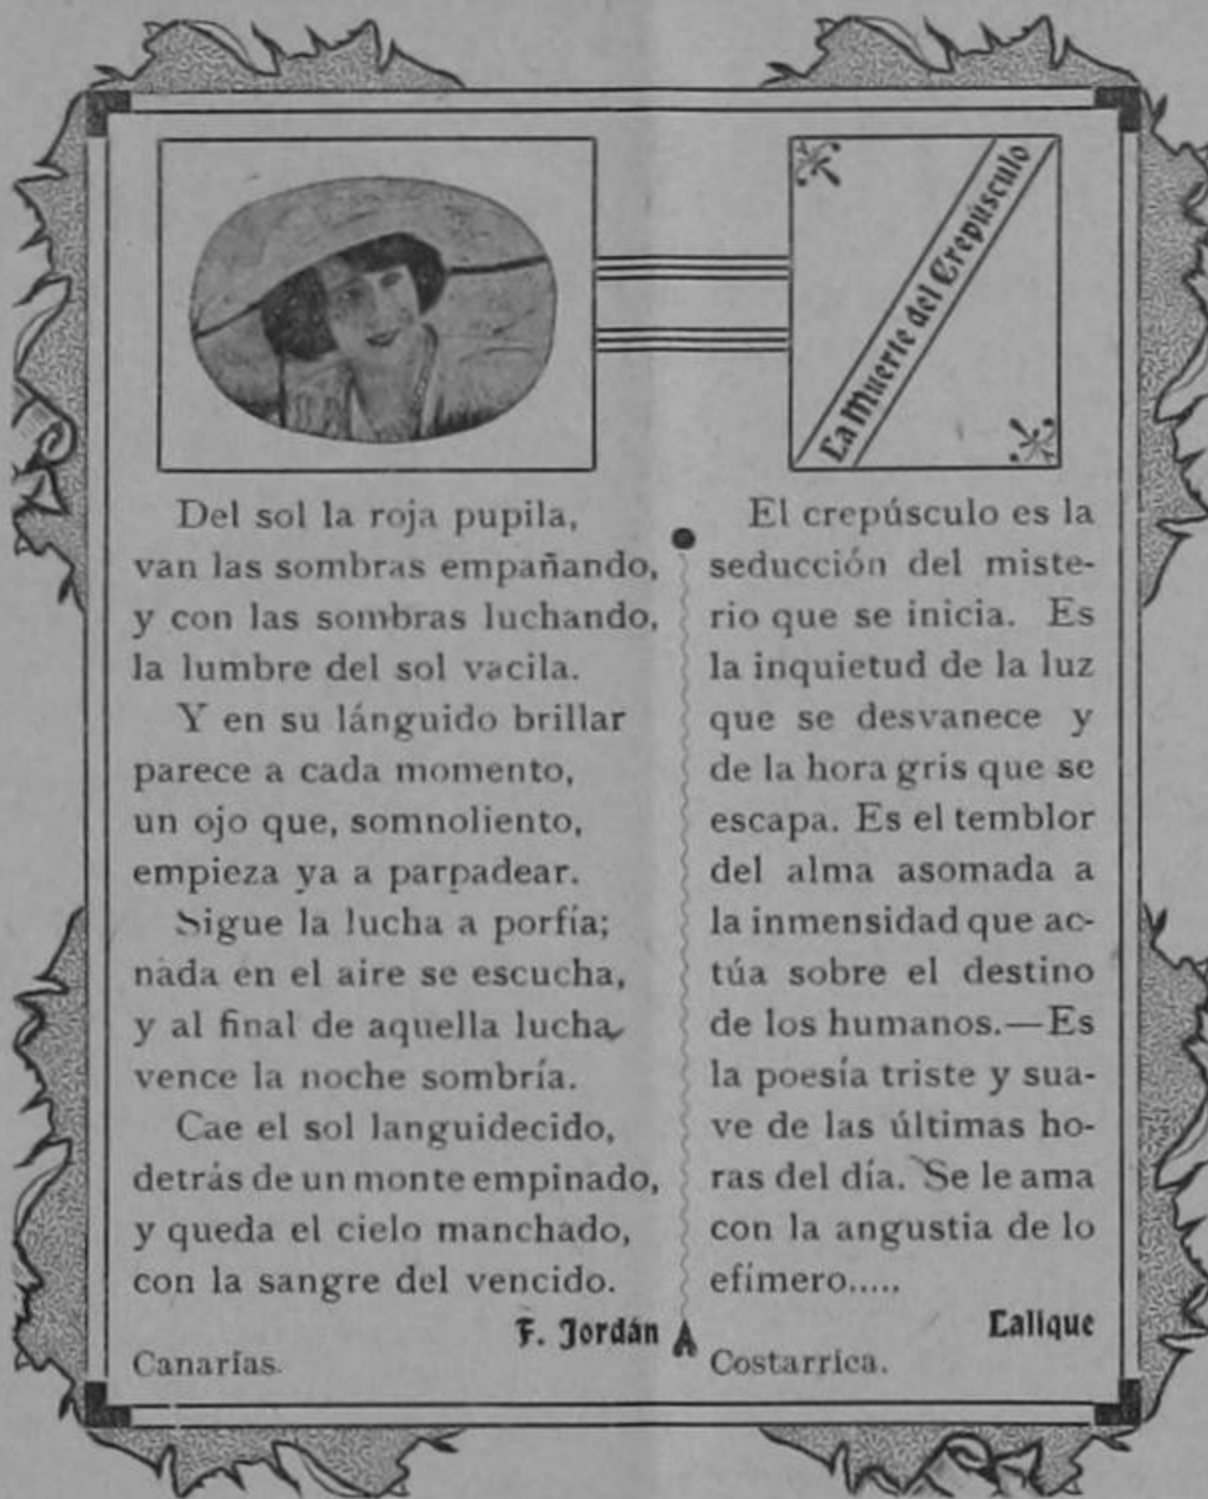 La Muerte del Crepúsculo
Del sol la roja pupila,
van las sombras empañando,
y con las sombras luchando,
la lumbre del sol vacila.
Y en su lánguido brillar
parece a cada momento,
un ojo que, somnoliento,
empieza ya a parpadear.
Sigue la lucha a porfía;
nada en el aire se escucha,
y al final de aquella lucha
vence la noche sombría.
Cae el sol languidecido,
detrás de un monte empinado,
y queda el cielo manchado,
con la sangre del vencido.
F. Jordán
Canarias.
El crepúsculo es la
seducción del miste-
rio que se inicia. Es
la inquietud de la luz
que se desvanece y
de la hora gris que se
escapa. Es el temblor
del alma asomada a
la inmensidad que ac-
túa sobre el destino
de los humanos.—Es
la poesía triste y sua-
ve de las últimas ho-
ras del día. Se le ama
con la angustia de lo
efímero.....
Lalique
Costarrica.